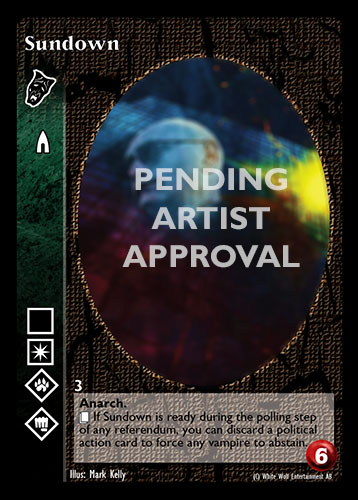 Sundown
PENDING
ARTIST
APPROVAL
3
Anarch.
If Sundown is ready during the polling step
of any referendum, you can discard a political
action card to force any vampire to abstain.
6
Illus: Mark Kelly
(C) White Wolf Entertainment AB